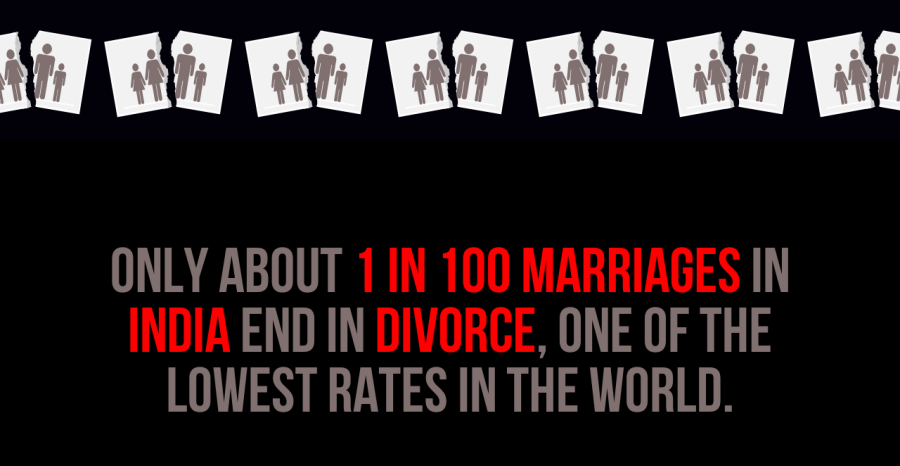 ONLY ABOUT 1 IN 100 MARRIAGES IN
INDIA END IN DIVORCE, ONE OF THE
LOWEST RATES IN THE WORLD.